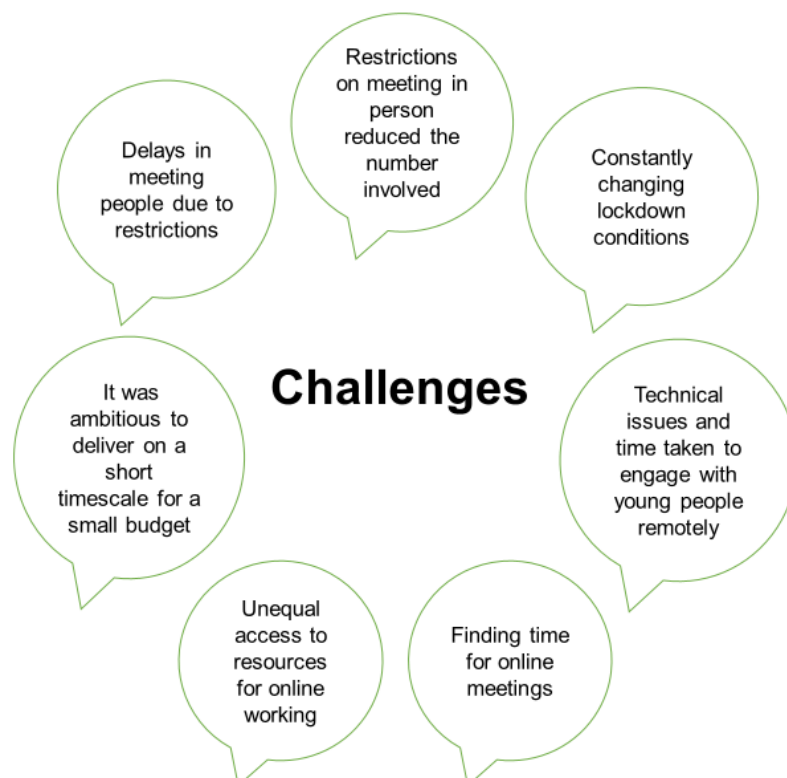 Restrictions
on meeting in
person
reduced the
number
involved
Delays in
meeting
people due to
restrictions
Constantly
changing
lockdown
conditions
Challenges
It was
ambitious to
deliver on a
short
timescale for a
small budget
Technical
issues and
time taken to
engage with
young people
remotely
Unequal
access to
resources
for online
working
Finding time
for online
meetings